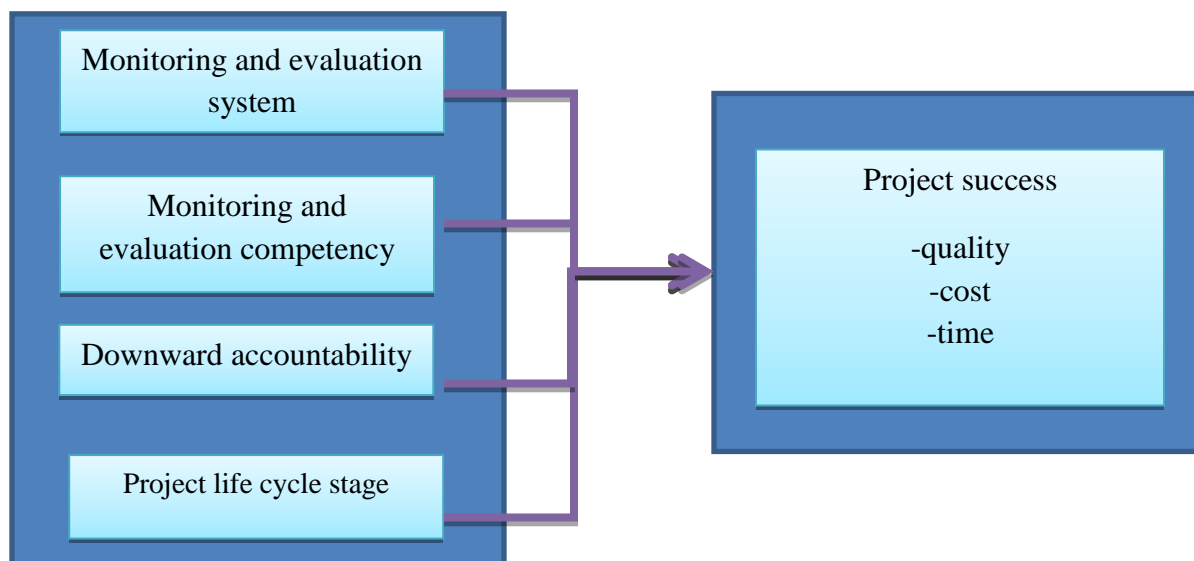 Monitoring and evaluation
system
Monitoring and
evaluation competency
Downward accountability
Project life cycle stage
Project success
-quality
-cost
-time